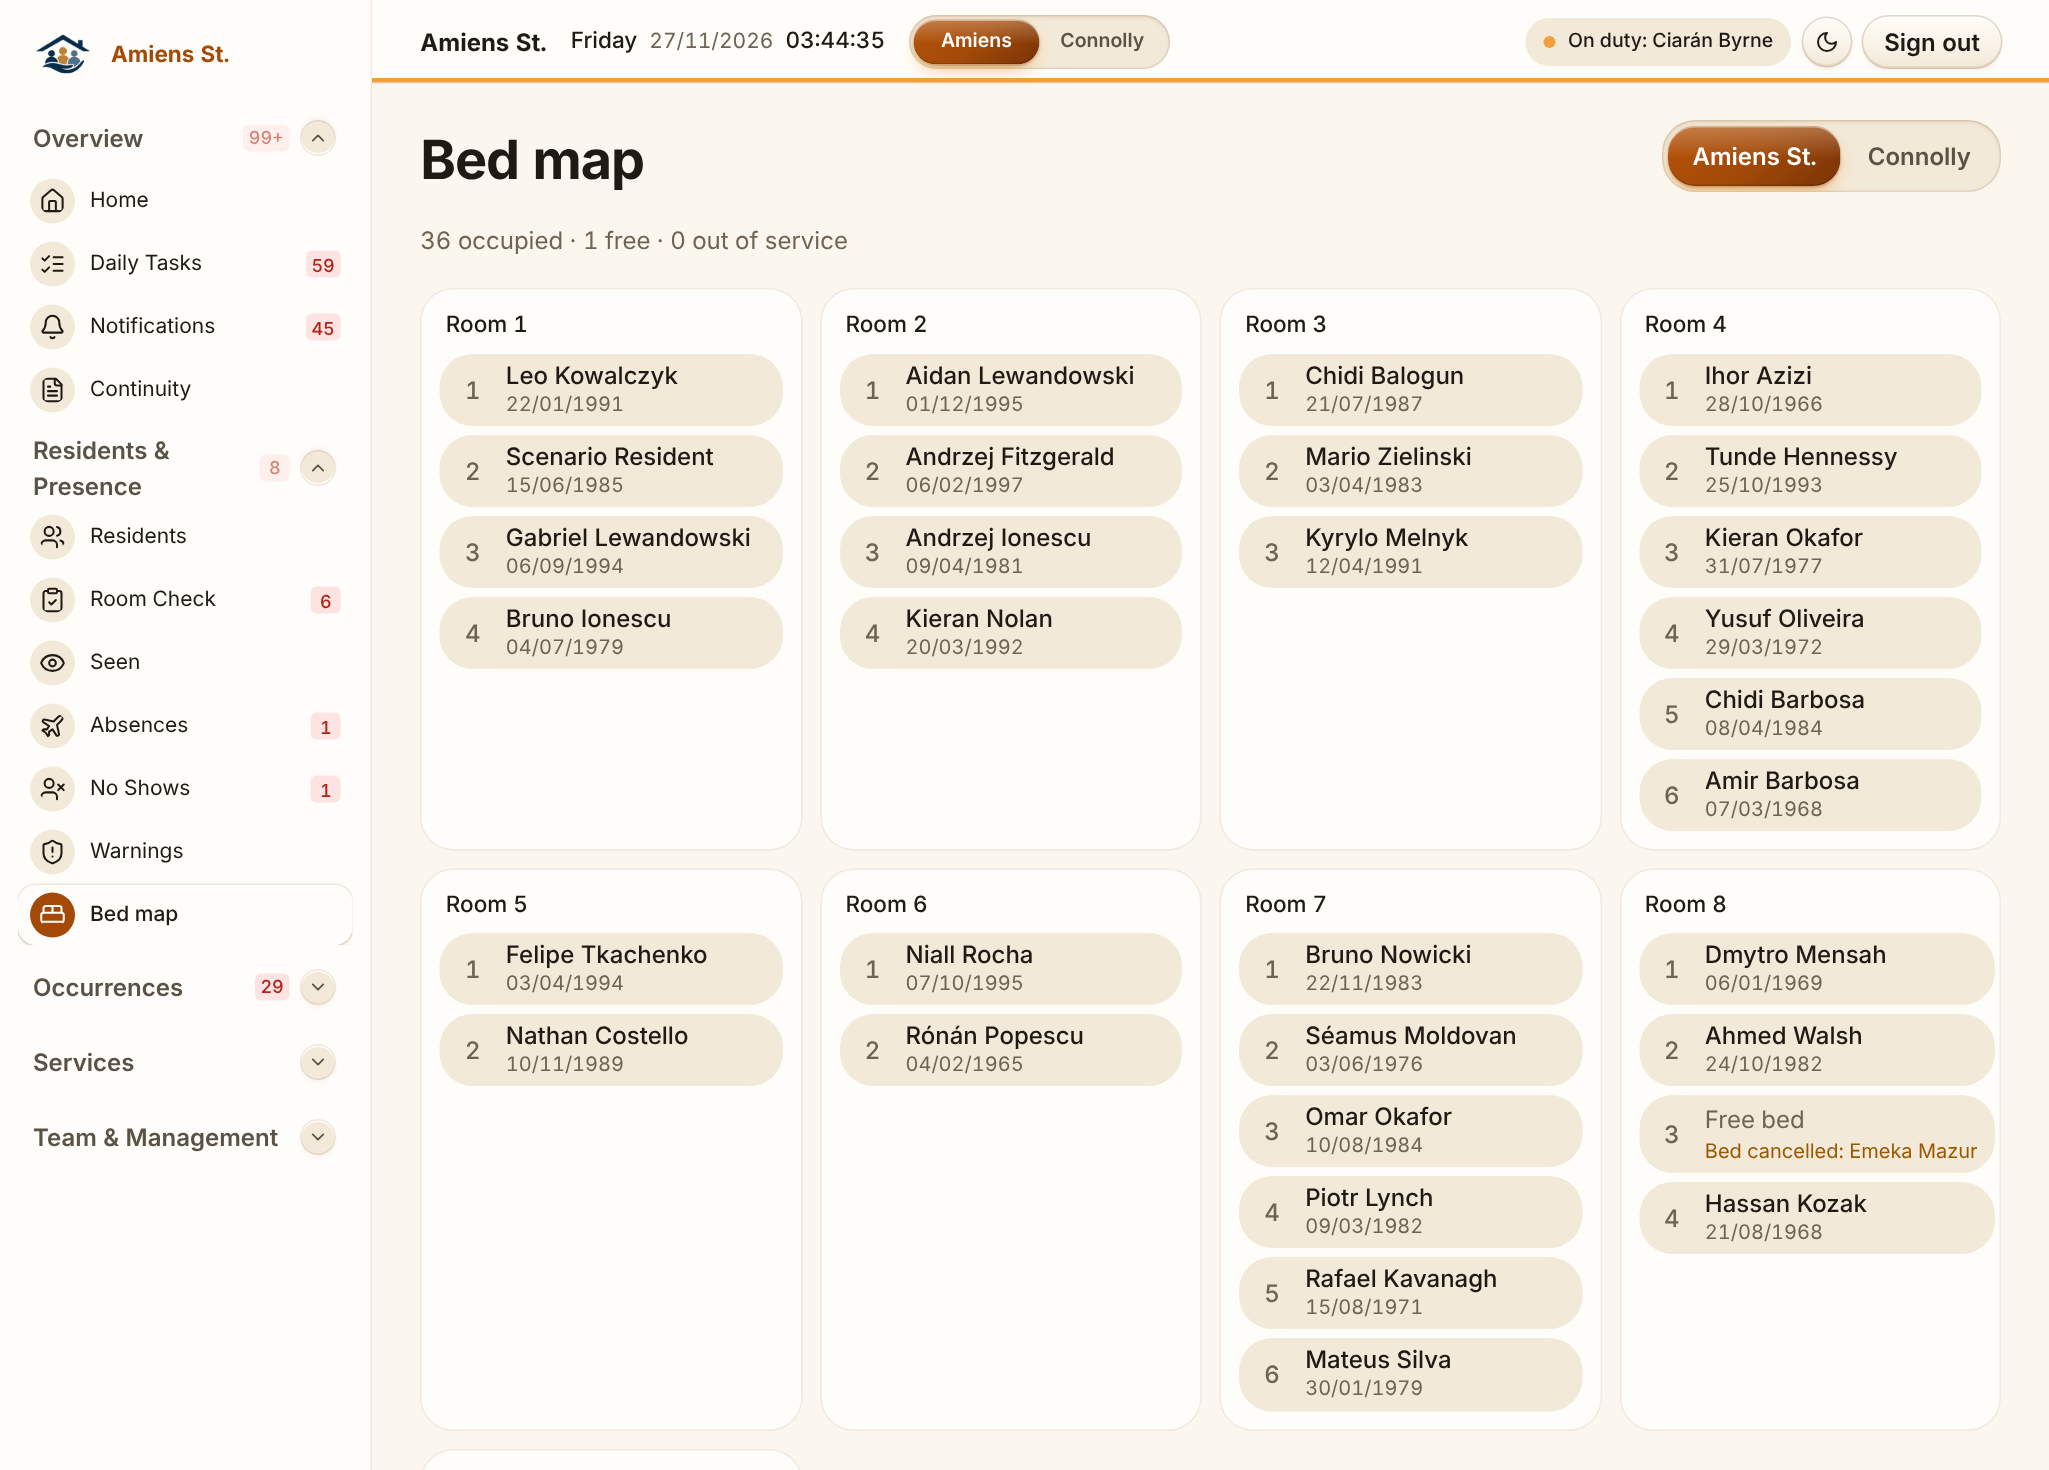 Amiens St.
Overview 99+
Home
Daily Tasks 59
Notifications 45
Continuity
Residents &
Presence 8
Residents
Room Check 6
Seen
Absences 1
No Shows 1
Warnings
Bed map
Occurrences 29
Services
Team & Management
Amiens St. Friday 27/11/2026 03:44:35 Amiens Connolly On duty: Ciarán Byrne Sign out
Bed map Amiens St. Connolly
36 occupied · 1 free · 0 out of service
Room 1
1 Leo Kowalczyk
22/01/1991
2 Scenario Resident
15/06/1985
3 Gabriel Lewandowski
06/09/1994
4 Bruno Ionescu
04/07/1979
Room 2
1 Aidan Lewandowski
01/12/1995
2 Andrzej Fitzgerald
06/02/1997
3 Andrzej Ionescu
09/04/1981
4 Kieran Nolan
20/03/1992
Room 3
1 Chidi Balogun
21/07/1987
2 Mario Zielinski
03/04/1983
3 Kyrylo Melnyk
12/04/1991
Room 4
1 Ihor Azizi
28/10/1966
2 Tunde Hennessy
25/10/1993
3 Kieran Okafor
31/07/1977
4 Yusuf Oliveira
29/03/1972
5 Chidi Barbosa
08/04/1984
6 Amir Barbosa
07/03/1968
Room 5
1 Felipe Tkachenko
03/04/1994
2 Nathan Costello
10/11/1989
Room 6
1 Niall Rocha
07/10/1995
2 Rónán Popescu
04/02/1965
Room 7
1 Bruno Nowicki
22/11/1983
2 Séamus Moldovan
03/06/1976
3 Omar Okafor
10/08/1984
4 Piotr Lynch
09/03/1982
5 Rafael Kavanagh
15/08/1971
6 Mateus Silva
30/01/1979
Room 8
1 Dmytro Mensah
06/01/1969
2 Ahmed Walsh
24/10/1982
3 Free bed
Bed cancelled: Emeka Mazur
4 Hassan Kozak
21/08/1968